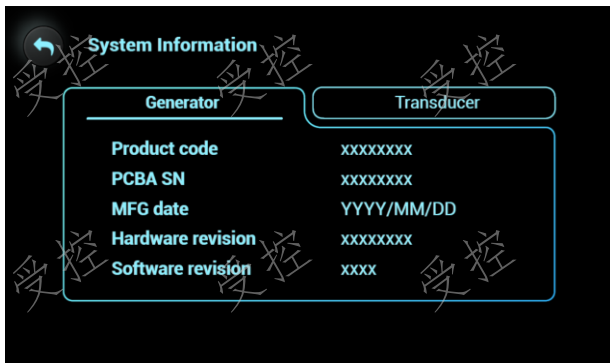 System Information
Generator
Transducer
Product code xxxxxxxx
PCBA SN xxxxxxxx
MFG date YYYY/MM/DD
Hardware revision xxxxxxxx
Software revision xxxx
受控
受控
受控
受控
受控
受控